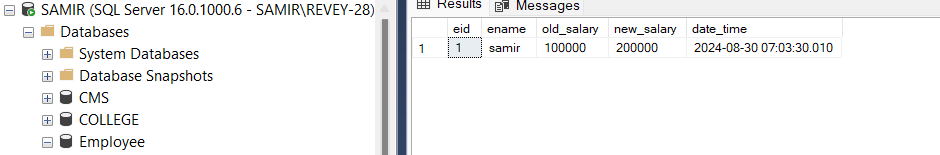 SAMIR (SQL Server 16.0.1000.6 - SAMIR\REVEY-28)
Databases
System Databases
Database Snapshots
CMS
COLLEGE
Employee
Results Messages
eid ename old_salary new_salary date_time
1 1 samir 100000 200000 2024-08-30 07:03:30.010